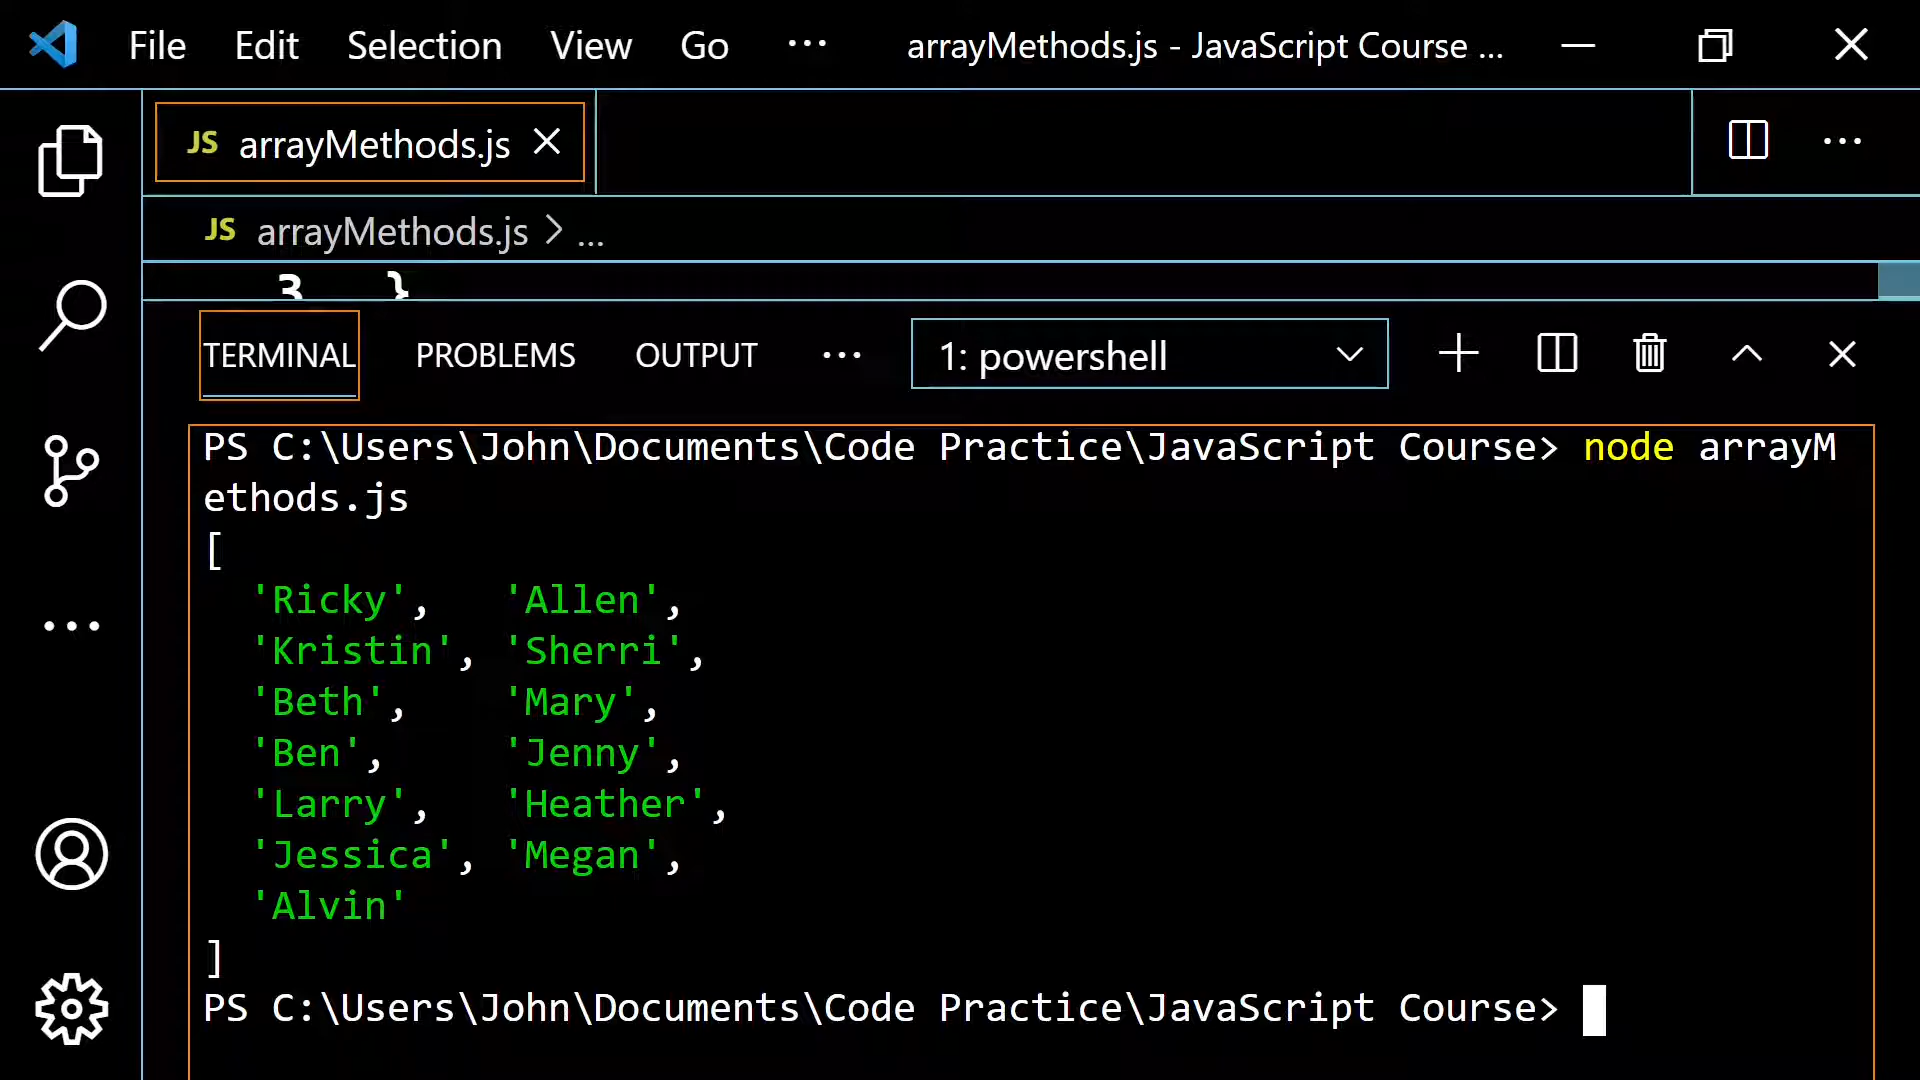 File Edit Selection View Go ... arrayMethods.js - JavaScript Course ...
JS arrayMethods.js
JS arrayMethods.js > ...
3 }
TERMINAL PROBLEMS OUTPUT ... 1: powershell
PS C:\Users\John\Documents\Code Practice\JavaScript Course> node arrayM
ethods.js
[
'Ricky', 'Allen',
'Kristin', 'Sherri',
'Beth', 'Mary',
'Ben', 'Jenny',
'Larry', 'Heather',
'Jessica', 'Megan',
'Alvin'
]
PS C:\Users\John\Documents\Code Practice\JavaScript Course>